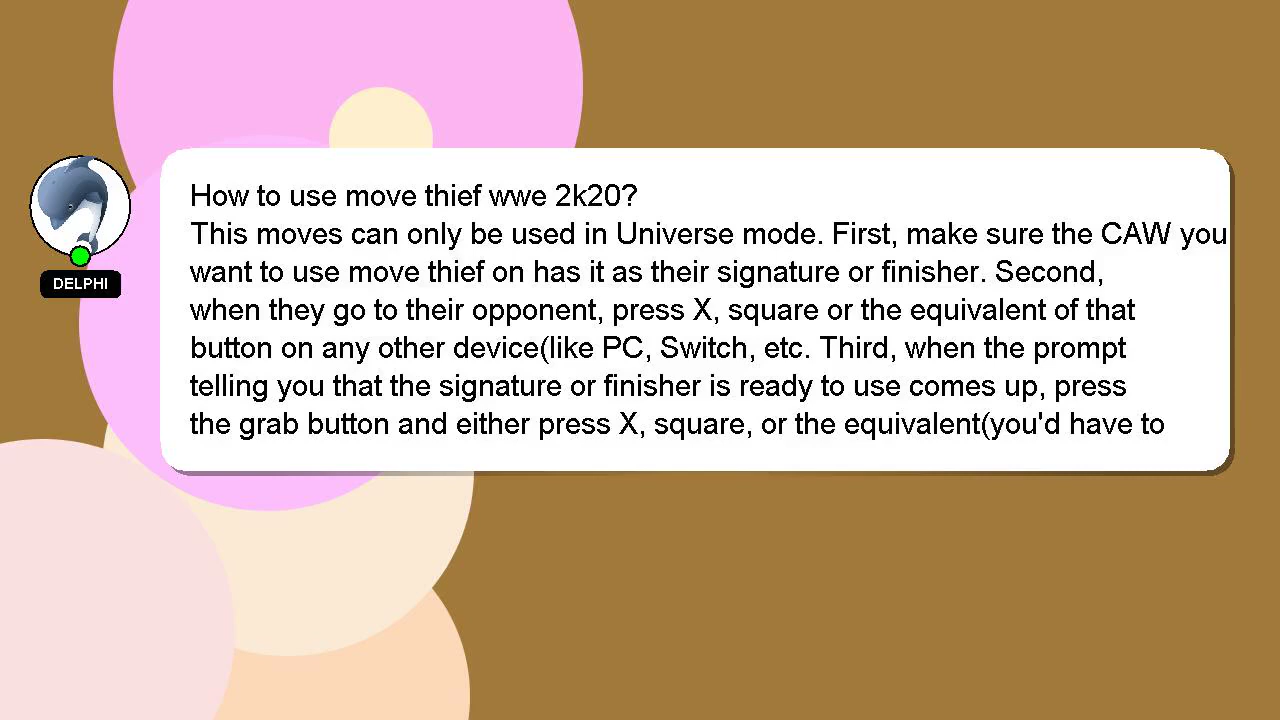 How to use move thief wwe 2k20?
This moves can only be used in Universe mode. First, make sure the CAW you
want to use move thief on has it as their signature or finisher. Second,
when they go to their opponent, press X, square or the equivalent of that
button on any other device(like PC, Switch, etc. Third, when the prompt
telling you that the signature or finisher is ready to use comes up, press
the grab button and either press X, square, or the equivalent(you'd have to
DELPHI